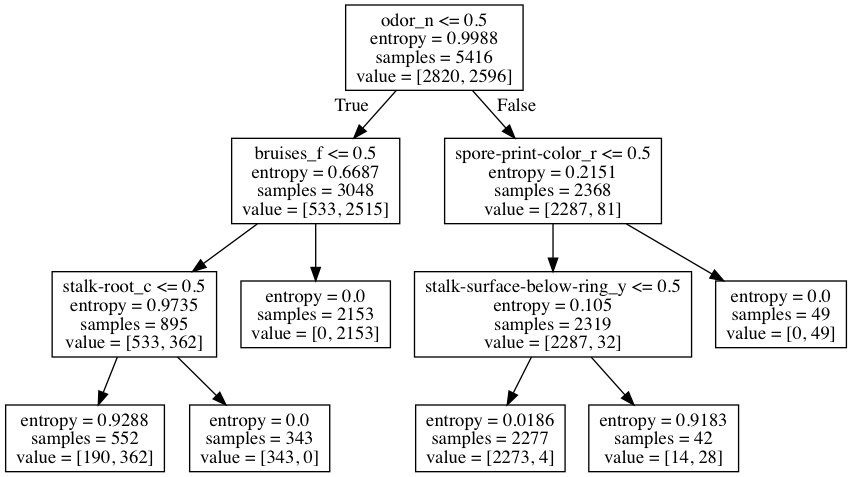 odor_n <= 0.5
entropy = 0.9988
samples = 5416
value = [2820, 2596]
True
False
bruises_f <= 0.5
entropy = 0.6687
samples = 3048
value = [533, 2515]
spore-print-color_r <= 0.5
entropy = 0.2151
samples = 2368
value = [2287, 81]
stalk-root_c <= 0.5
entropy = 0.9735
samples = 895
value = [533, 362]
entropy = 0.0
samples = 2153
value = [0, 2153]
stalk-surface-below-ring_y <= 0.5
entropy = 0.105
samples = 2319
value = [2287, 32]
entropy = 0.0
samples = 49
value = [0, 49]
entropy = 0.9288
samples = 552
value = [190, 362]
entropy = 0.0
samples = 343
value = [343, 0]
entropy = 0.0186
samples = 2277
value = [2273, 4]
entropy = 0.9183
samples = 42
value = [14, 28]